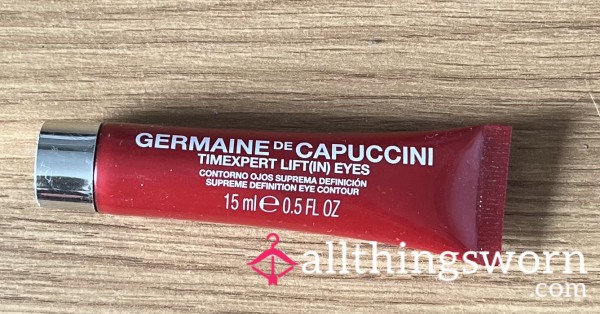 GERMAINE DE CAPUCCINI
TIMEXPERT LIFT(IN) EYES
CONTORNO OJOS SUPREMA DEFINICIÓN
SUPREME DEFINITION EYE CONTOUR
15 ml e 0.5 FL OZ
allthingsworn
.com